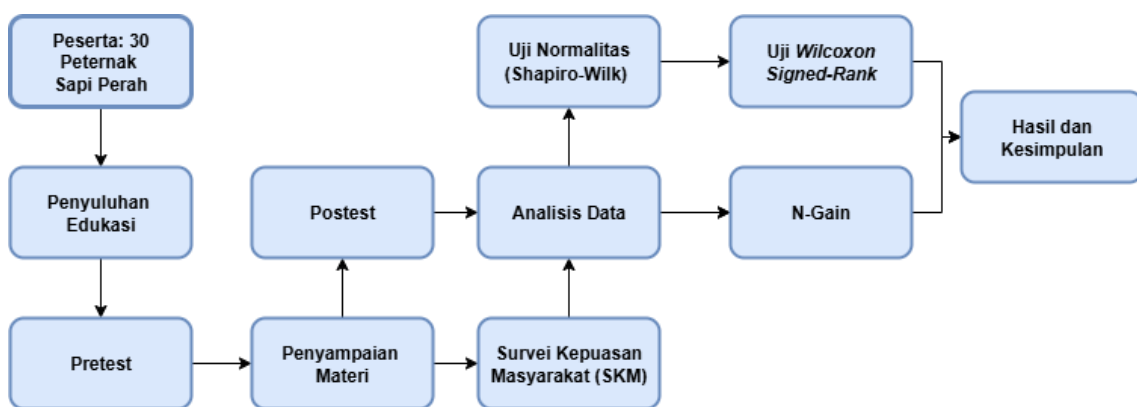 Peserta: 30
Peternak
Sapi Perah
Penyuluhan
Edukasi
Pretest
Penyampaian
Materi
Postest
Survei Kepuasan
Masyarakat (SKM)
Analisis Data
Uji Normalitas
(Shapiro-Wilk)
Uji Wilcoxon
Signed-Rank
N-Gain
Hasil dan
Kesimpulan